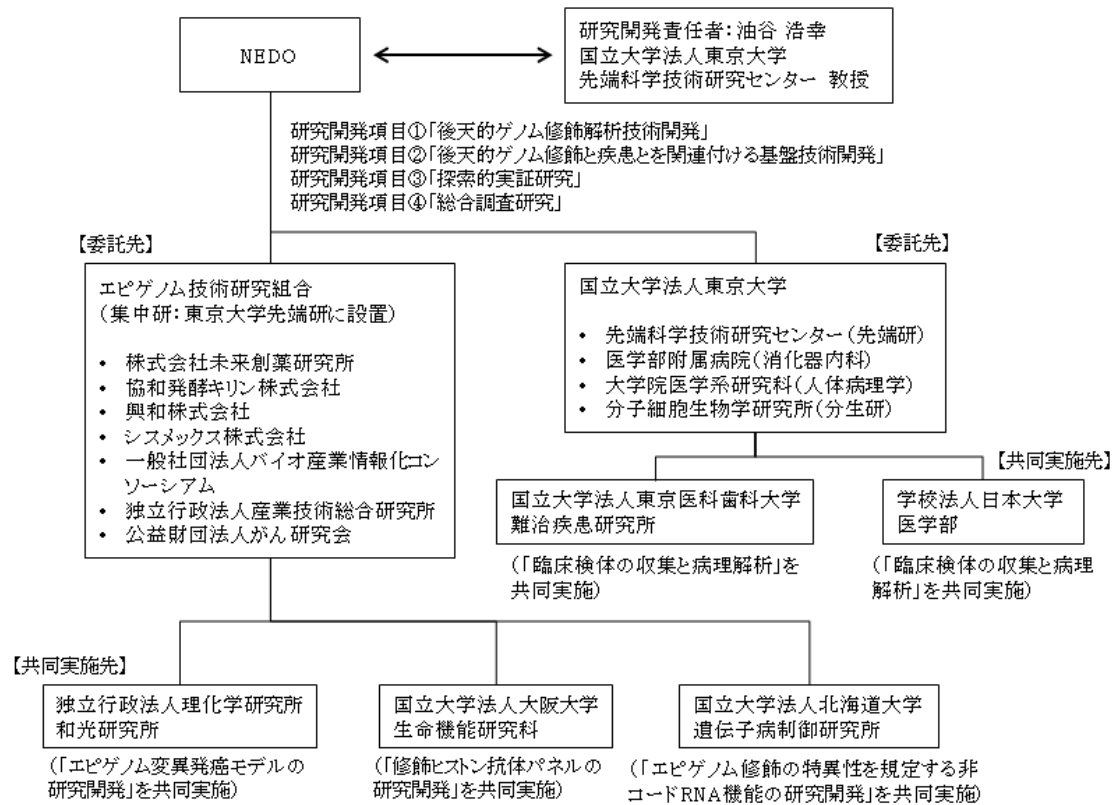 NEDO
研究開発責任者：油谷 浩幸
国立大学法人東京大学
先端科学技術研究センター 教授
研究開発項目①「後天的ゲノム修飾解析技術開発」
研究開発項目②「後天的ゲノム修飾と疾患とを関連付ける基盤技術開発」
研究開発項目③「探索的実証研究」
研究開発項目④「総合調査研究」
【委託先】
エピゲノム技術研究組合
（集中研：東京大学先端研に設置）
• 株式会社未来創薬研究所
• 協和発酵キリン株式会社
• 興和株式会社
• シスメックス株式会社
• 一般社団法人バイオ産業情報化コン
ソーシアム
• 独立行政法人産業技術総合研究所
• 公益財団法人がん研究会
【委託先】
国立大学法人東京大学
• 先端科学技術研究センター（先端研）
• 医学部附属病院（消化器内科）
• 大学院医学系研究科（人体病理学）
• 分子細胞生物学研究所（分生研）
【共同実施先】
国立大学法人東京医科歯科大学
難治疾患研究所
（「臨床検体の収集と病理解析」を
共同実施）
学校法人日本大学
医学部
（「臨床検体の収集と病理
解析」を共同実施）
【共同実施先】
独立行政法人理化学研究所
和光研究所
（「エピゲノム変異発癌モデルの
研究開発」を共同実施）
国立大学法人大阪大学
生命機能研究科
（「修飾ヒストン抗体パネルの
研究開発」を共同実施）
国立大学法人北海道大学
遺伝子病制御研究所
（「エピゲノム修飾の特異性を規定する非
コードRNA機能の研究開発」を共同実施）